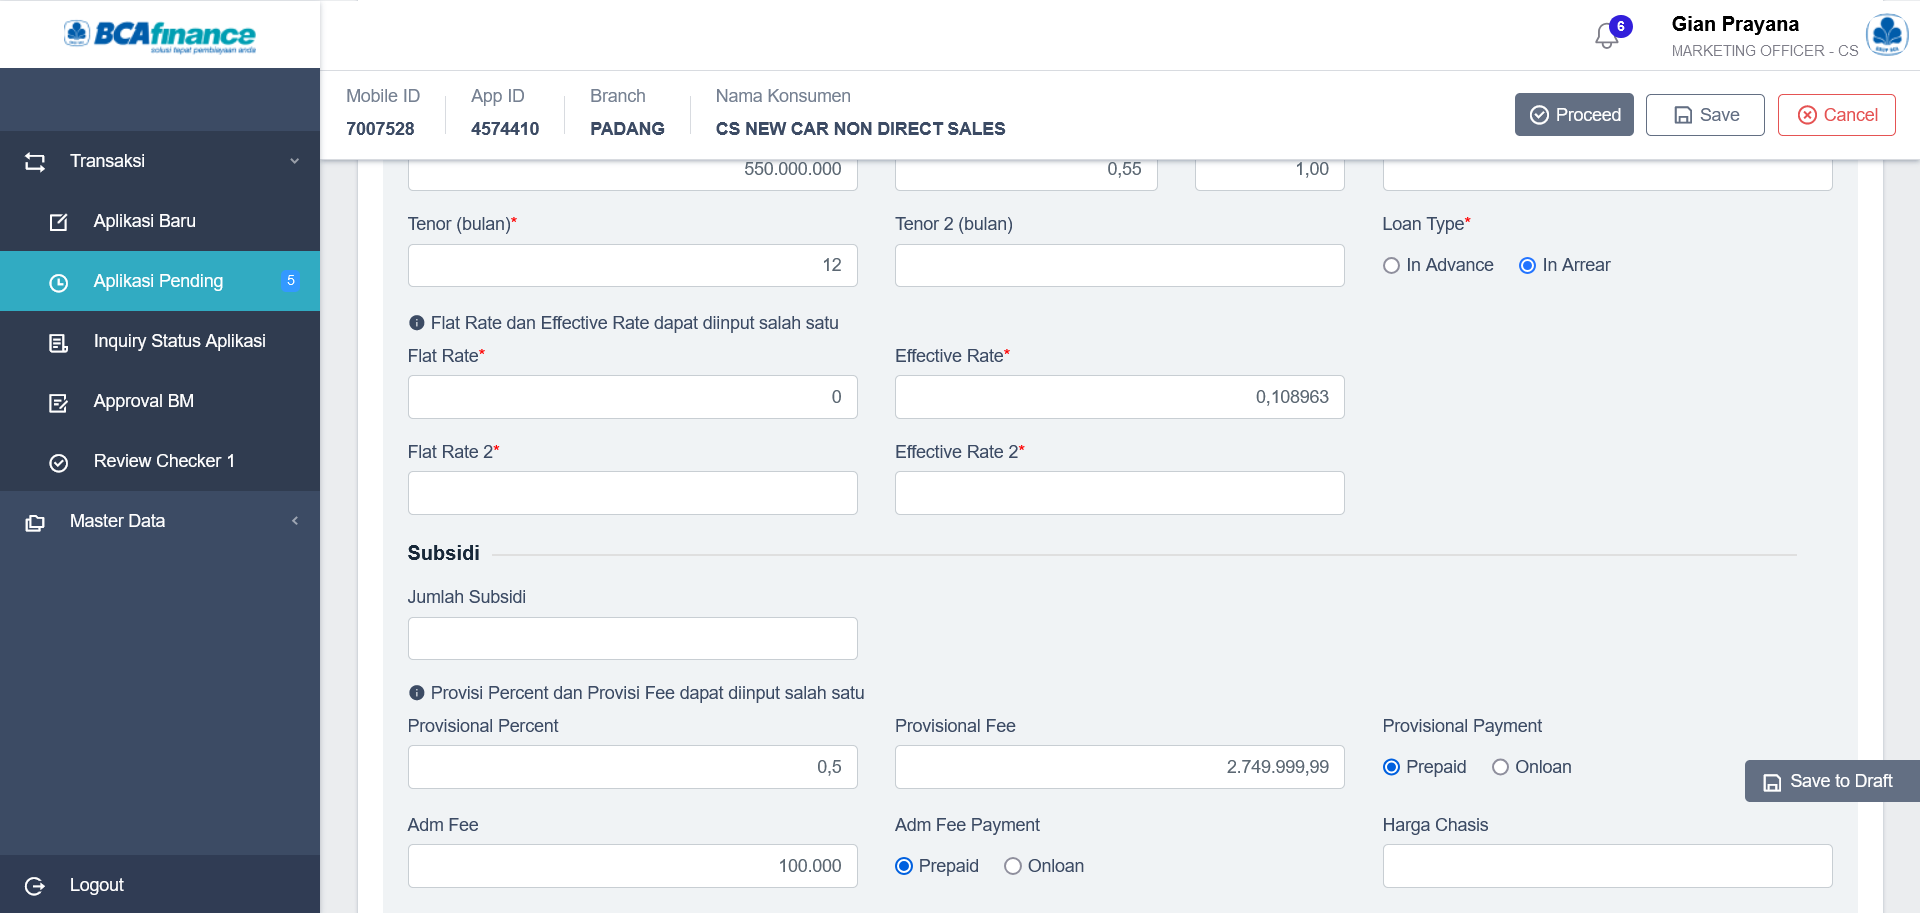 BCAfinance
solusi tepat pembiayaan anda
6
Gian Prayana
MARKETING OFFICER - CS
Mobile ID
7007528
App ID
4574410
Branch
PADANG
Nama Konsumen
CS NEW CAR NON DIRECT SALES
Proceed
Save
Cancel
Transaksi
Aplikasi Baru
Aplikasi Pending
5
Inquiry Status Aplikasi
Approval BM
Review Checker 1
Master Data
Logout
550.000.000
0,55
1,00
Tenor (bulan)*
12
Tenor 2 (bulan)
Loan Type*
In Advance
In Arrear
Flat Rate dan Effective Rate dapat diinput salah satu
Flat Rate*
0
Effective Rate*
0,108963
Flat Rate 2*
Effective Rate 2*
Subsidi
Jumlah Subsidi
Provisi Percent dan Provisi Fee dapat diinput salah satu
Provisional Percent
0,5
Provisional Fee
2.749.999,99
Provisional Payment
Prepaid
Onloan
Save to Draft
Adm Fee
100.000
Adm Fee Payment
Prepaid
Onloan
Harga Chasis